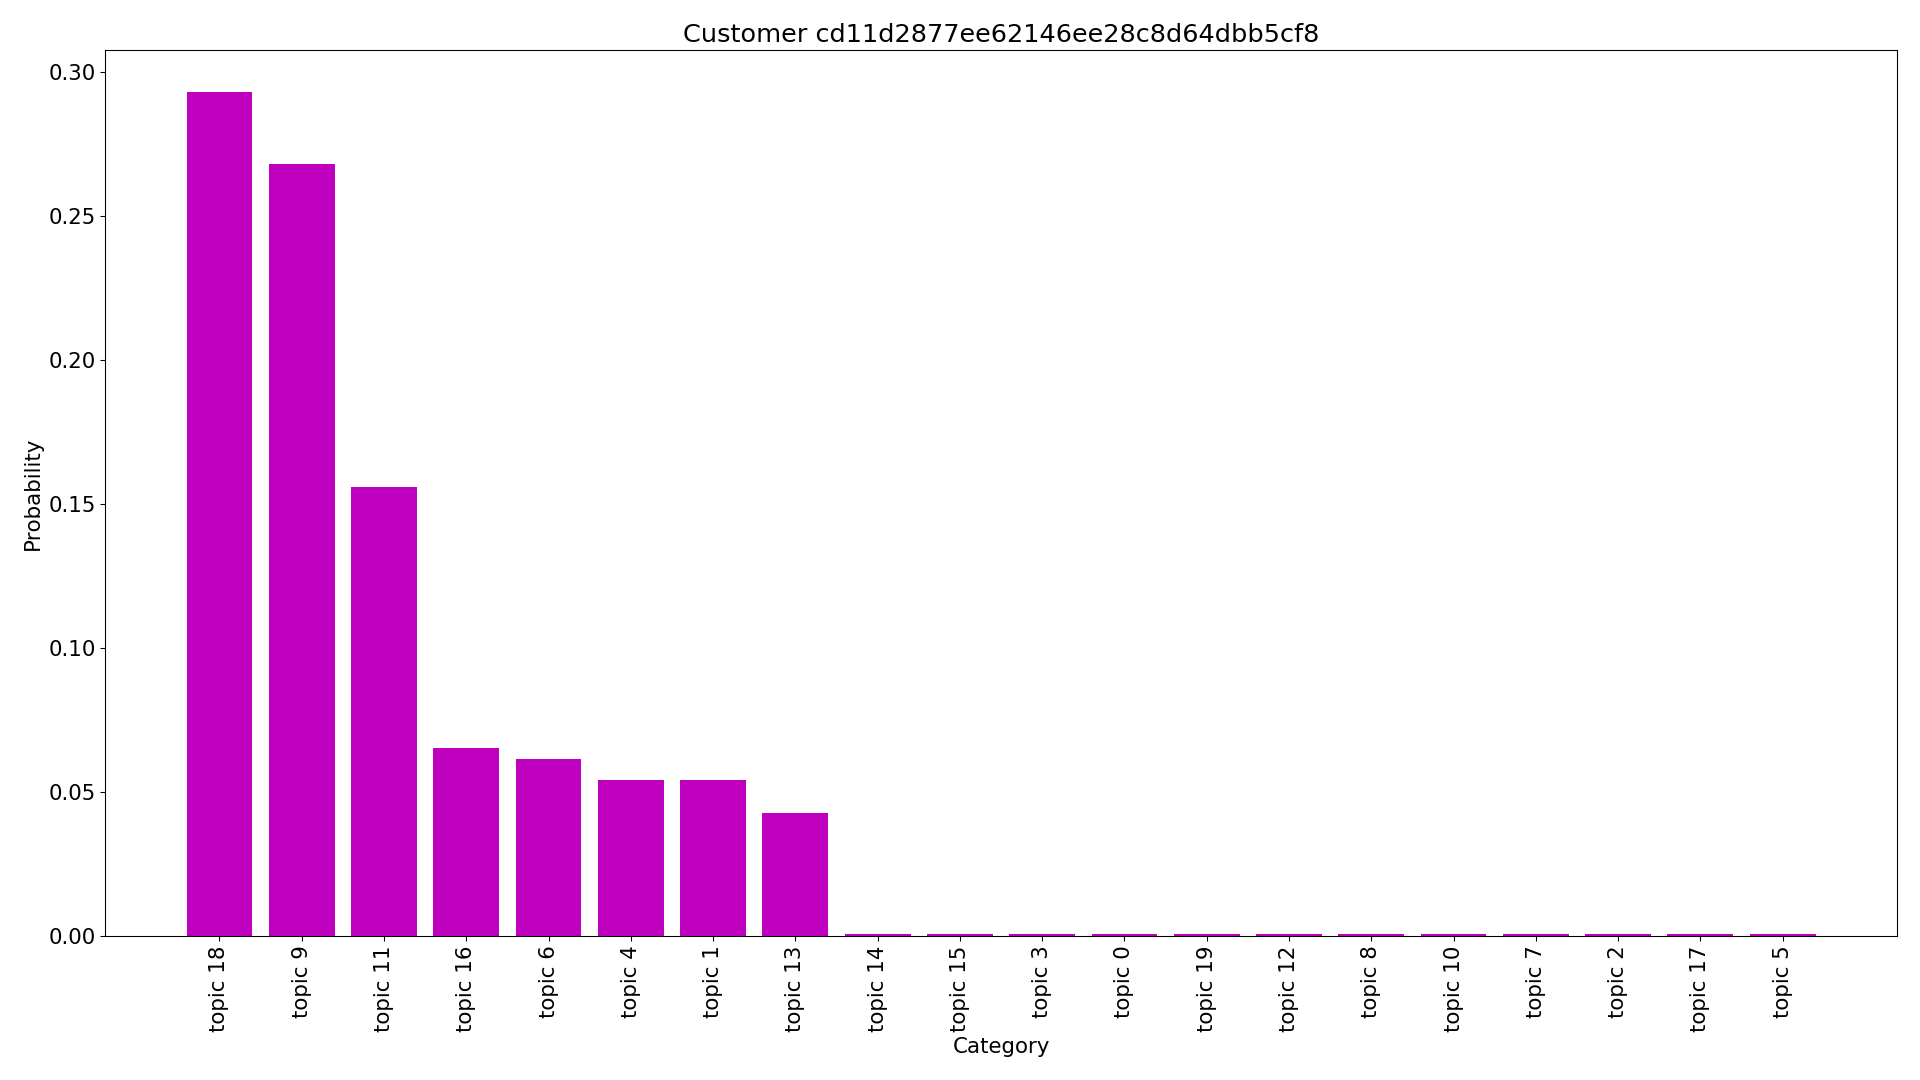 Customer cd11d2877ee62146ee28c8d64dbb5cf8
Probability
0.30
0.25
0.20
0.15
0.10
0.05
0.00
topic 18
topic 9
topic 11
topic 16
topic 6
topic 4
topic 1
topic 13
topic 14
topic 15
topic 3
topic 0
topic 19
topic 12
topic 8
topic 10
topic 7
topic 2
topic 17
topic 5
Category